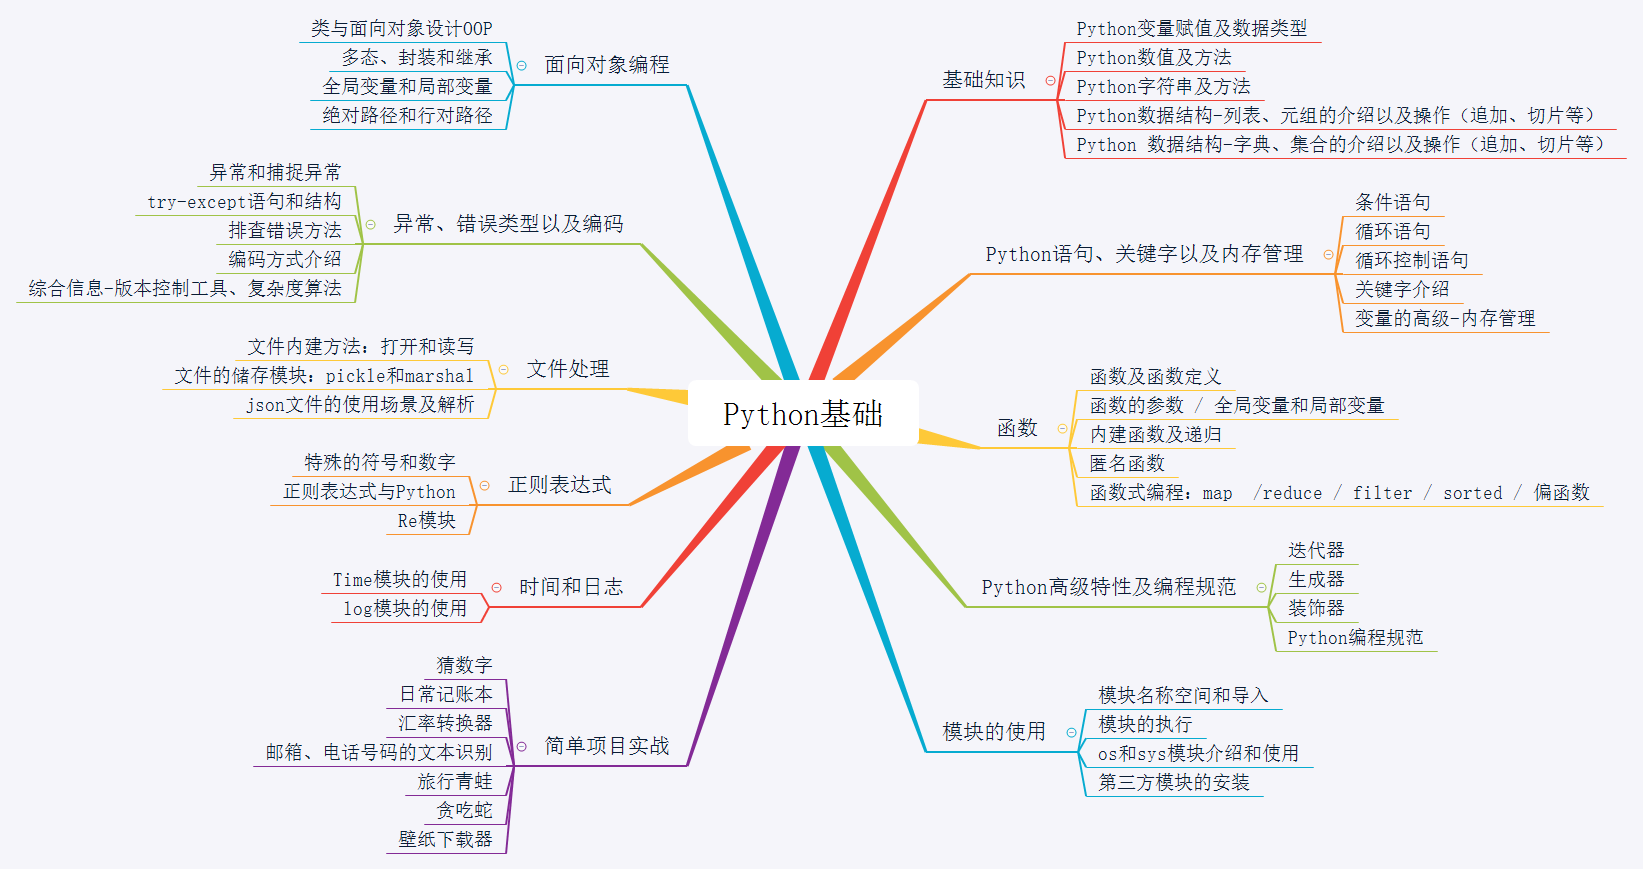 Python基础
基础知识
Python变量赋值及数据类型
Python数值及方法
Python字符串及方法
Python数据结构-列表、元组的介绍以及操作（追加、切片等）
Python 数据结构-字典、集合的介绍以及操作（追加、切片等）
Python语句、关键字以及内存管理
条件语句
循环语句
循环控制语句
关键字介绍
变量的高级-内存管理
函数
函数及函数定义
函数的参数 / 全局变量和局部变量
内建函数及递归
匿名函数
函数式编程：map /reduce / filter / sorted / 偏函数
Python高级特性及编程规范
迭代器
生成器
装饰器
Python编程规范
模块的使用
模块名称空间和导入
模块的执行
os和sys模块介绍和使用
第三方模块的安装
面向对象编程
类与面向对象设计OOP
多态、封装和继承
全局变量和局部变量
绝对路径和行对路径
异常、错误类型以及编码
异常和捕捉异常
try-except语句和结构
排查错误方法
编码方式介绍
综合信息-版本控制工具、复杂度算法
文件处理
文件内建方法：打开和读写
文件的储存模块：pickle和marshal
json文件的使用场景及解析
正则表达式
特殊的符号和数字
正则表达式与Python
Re模块
时间和日志
Time模块的使用
log模块的使用
简单项目实战
猜数字
日常记账本
汇率转换器
邮箱、电话号码的文本识别
旅行青蛙
贪吃蛇
壁纸下载器